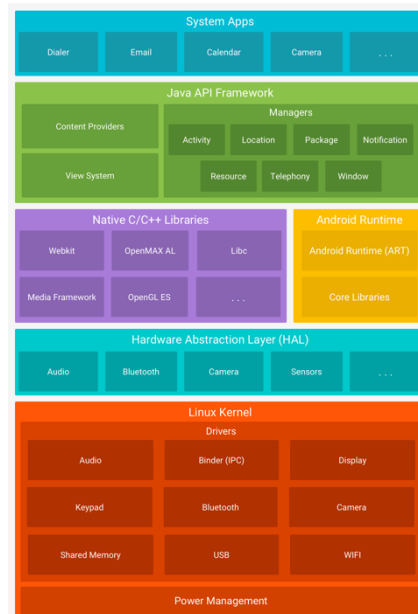 System Apps
Dialer Email Calendar Camera . . .
Java API Framework
Content Providers
View System
Managers
Activity Location Package Notification
Resource Telephony Window
Native C/C++ Libraries
Webkit OpenMAX AL Libc
Media Framework OpenGL ES . . .
Android Runtime
Android Runtime (ART)
Core Libraries
Hardware Abstraction Layer (HAL)
Audio Bluetooth Camera Sensors . . .
Linux Kernel
Drivers
Audio Binder (IPC) Display
Keypad Bluetooth Camera
Shared Memory USB WIFI
Power Management